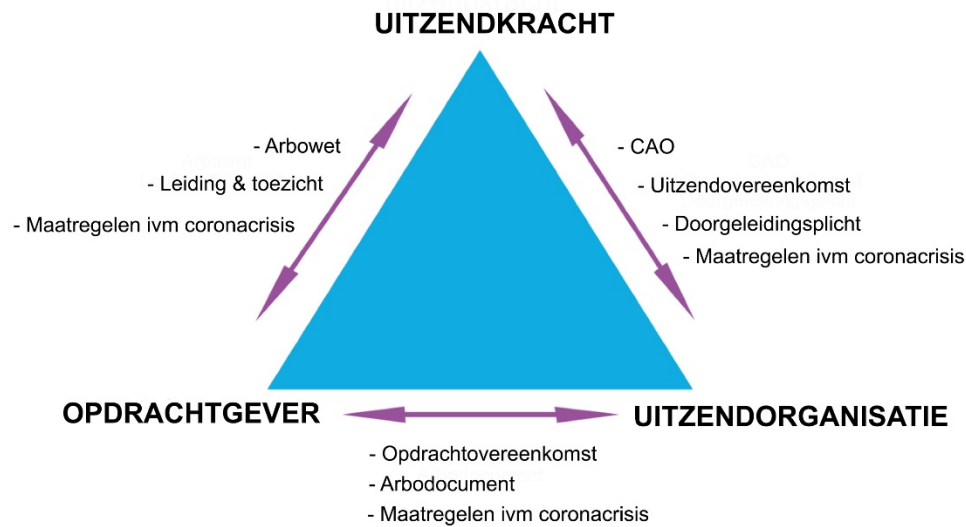 UITZENDKRACHT
- Arbowet
- Leiding & toezicht
- Maatregelen ivm coronacrisis
- CAO
- Uitzendovereenkomst
- Doorgeleidingsplicht
- Maatregelen ivm coronacrisis
OPDRACHTGEVER
UITZENDORGANISATIE
- Opdrachtovereenkomst
- Arbodocument
- Maatregelen ivm coronacrisis